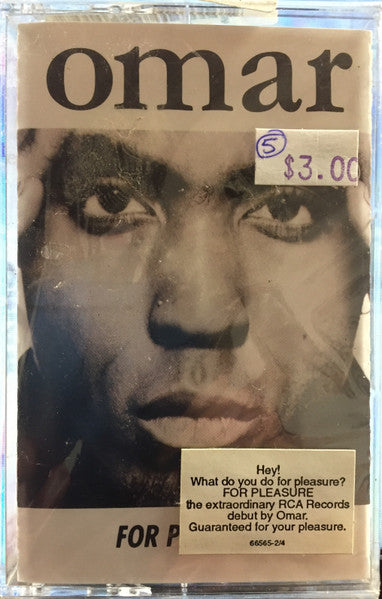 omar
5
$3.00
Hey!
What do you do for pleasure?
FOR PLEASURE
the extraordinary RCA Records
debut by Omar.
Guaranteed for your pleasure.
66565-2/4
FOR P